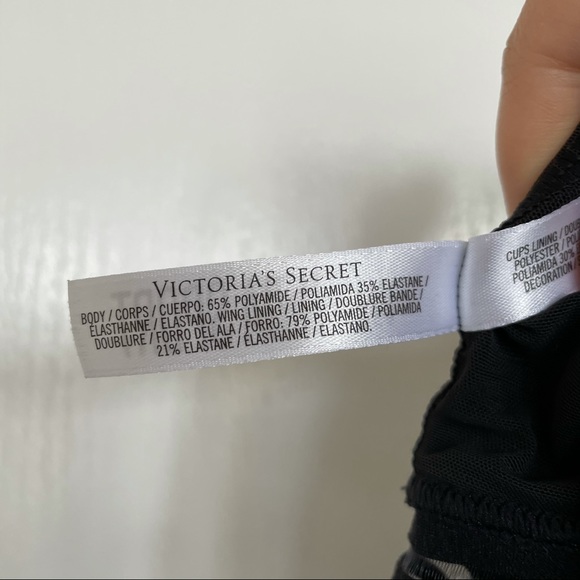 VICTORIA'S SECRET
BODY / CORPS / CUERPO: 65% POLYAMIDE / POLIAMIDA 35% ELASTANE /
ÉLASTHANNE / ELASTANO. WING LINING / LINING / DOUBLURE BANDE /
DOUBLURE / FORRO DEL ALA / FORRO: 79% POLYAMIDE / POLIAMIDA
21% ELASTANE / ÉLASTHANNE / ELASTANO.
CUPS LINING /
POLYESTER /
POLIAMIDA 30%